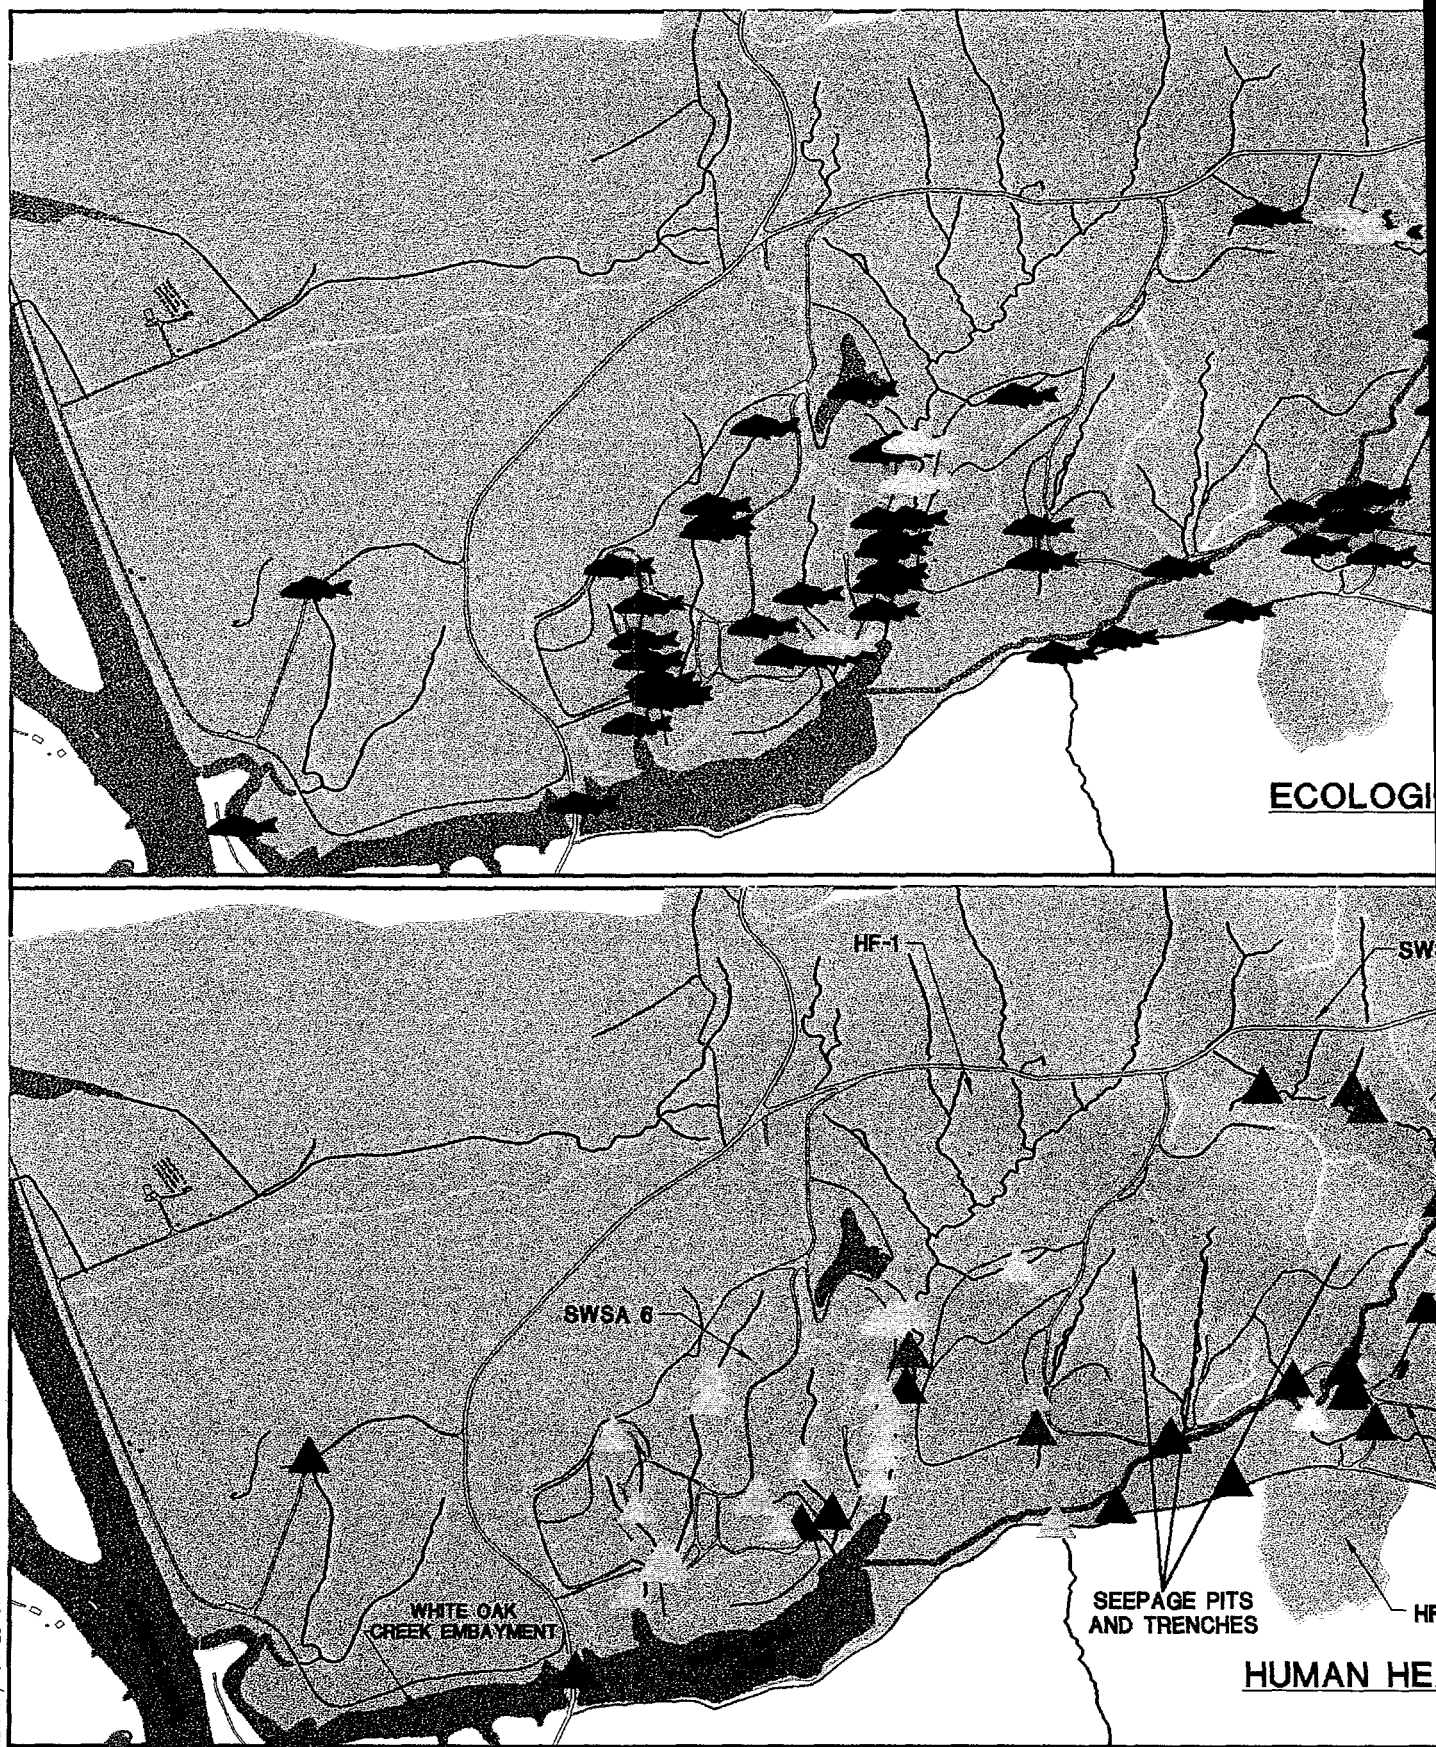 ECOLOGI
HF-1
SW
SWSA 6
WHITE OAK
CREEK EMBAYMENT
SEEPAGE PITS
AND TRENCHES
HF
HUMAN HE